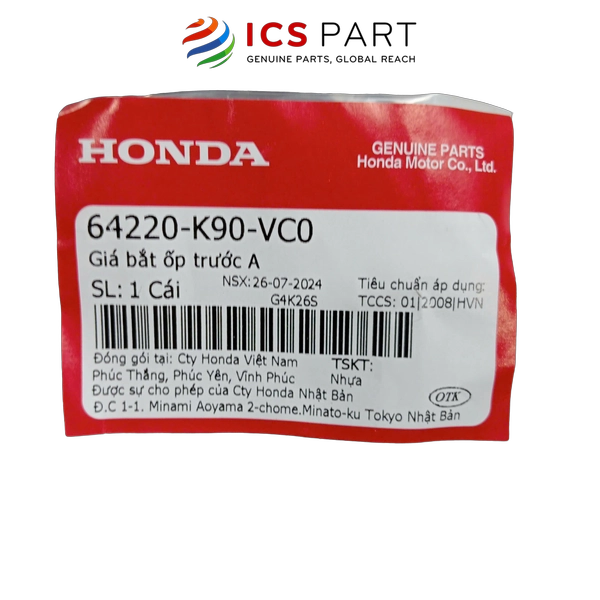 ICS PART
GENUINE PARTS, GLOBAL REACH
HONDA
GENUINE PARTS
Honda Motor Co., Ltd.
64220-K90-VC0
Giá bắt ốp trước A
SL: 1 Cái
NSX:26-07-2024
G4K26S
Tiêu chuẩn áp dụng:
TCCS: 01|2008|HVN
Đóng gói tại: Cty Honda Việt Nam
Phúc Thắng, Phúc Yên, Vĩnh Phúc
TSKT:
Nhựa
Được sự cho phép của Cty Honda Nhật Bản
Đ.C 1-1. Minami Aoyama 2-chome.Minato-ku Tokyo Nhật Bản
OTK